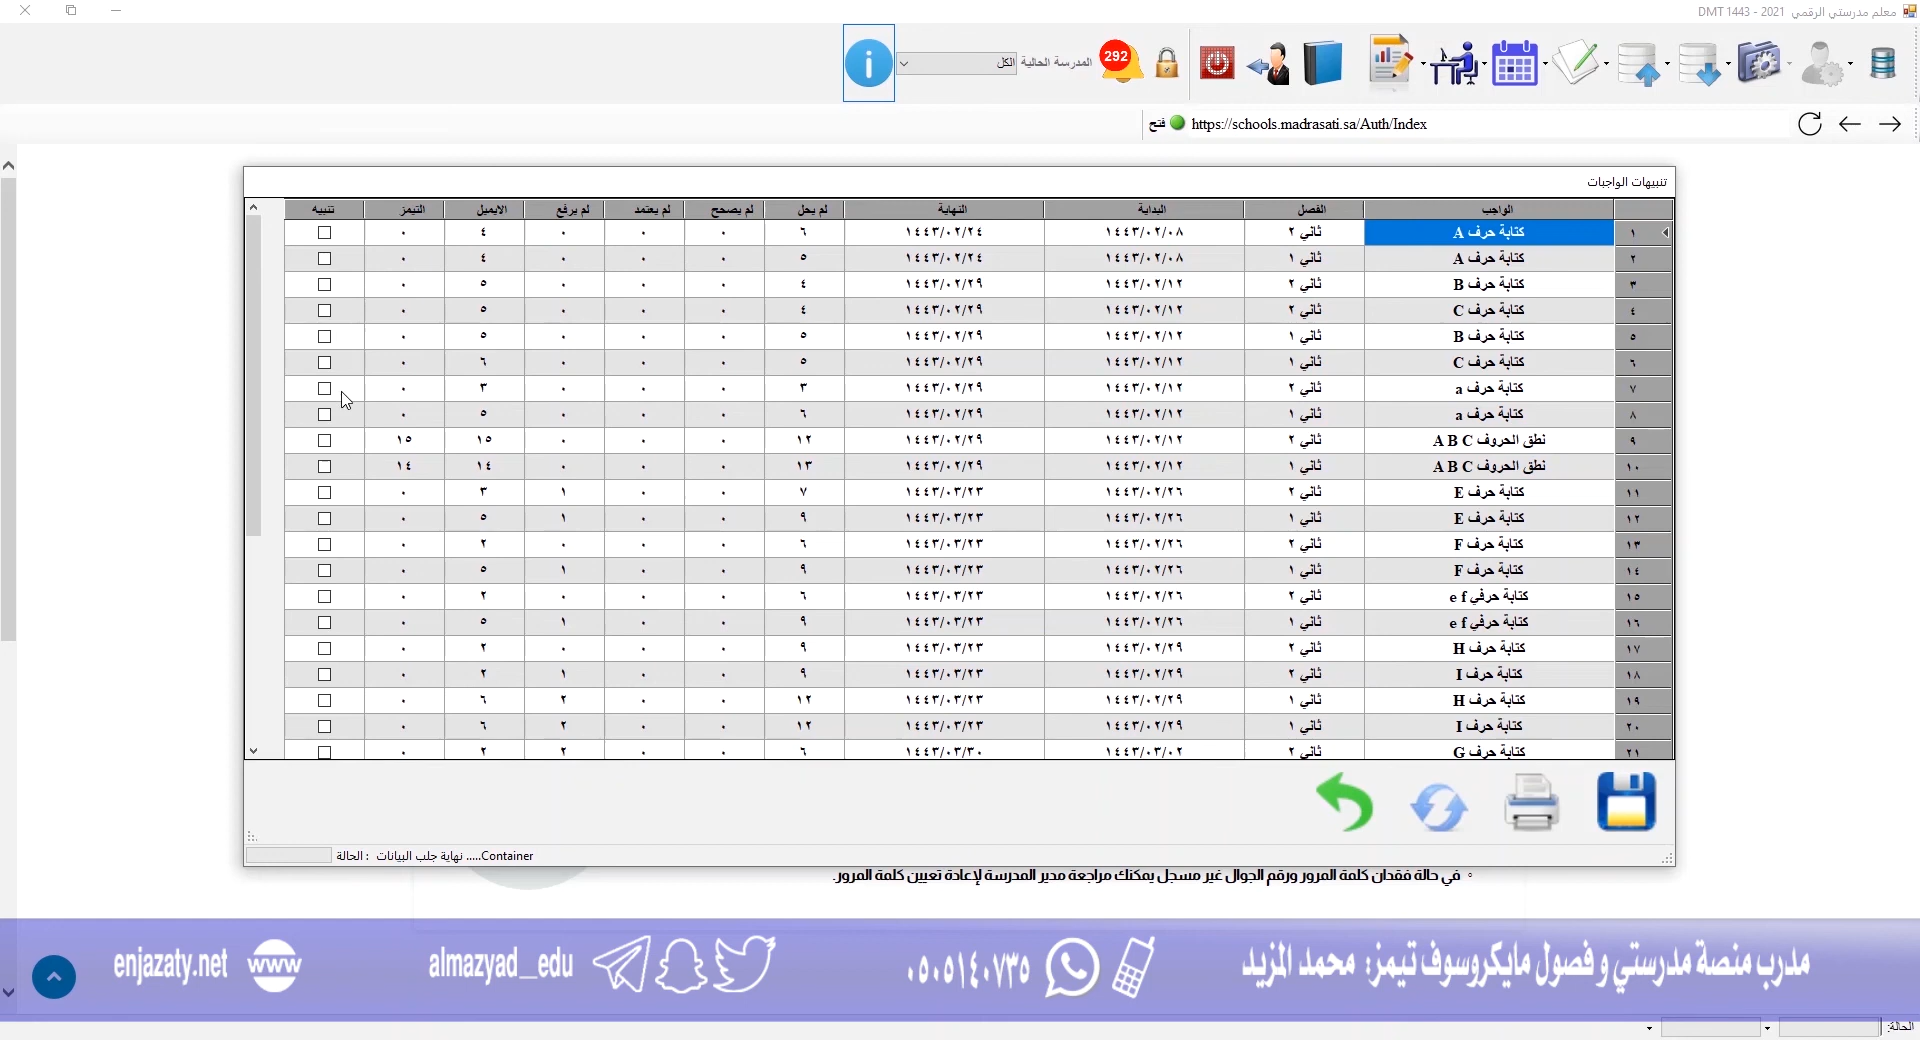 معلم مدرستي الرقمي 2021 - 1443 DMT
292
المدرسة الحالية الكل
فتح https://schools.madrasati.sa/Auth/Index
تنبيهات الواجبات
الواجب الفصل البداية النهاية لم يحل لم يصحح لم يعتمد لم يرفع الايميل التيمز تنبيه
١ كتابة حرف A ثاني ٢ ١٤٤٣/٠٢/٠٨ ١٤٤٣/٠٢/٢٤ ٦ ٠ ٠ ٠ ٤ ٠
٢ كتابة حرف A ثاني ١ ١٤٤٣/٠٢/٠٨ ١٤٤٣/٠٢/٢٤ ٥ ٠ ٠ ٠ ٤ ٠
٣ كتابة حرف B ثاني ٢ ١٤٤٣/٠٢/١٢ ١٤٤٣/٠٢/٢٩ ٤ ٠ ٠ ٠ ٥ ٠
٤ كتابة حرف C ثاني ٢ ١٤٤٣/٠٢/١٢ ١٤٤٣/٠٢/٢٩ ٤ ٠ ٠ ٠ ٥ ٠
٥ كتابة حرف B ثاني ١ ١٤٤٣/٠٢/١٢ ١٤٤٣/٠٢/٢٩ ٥ ٠ ٠ ٠ ٥ ٠
٦ كتابة حرف C ثاني ١ ١٤٤٣/٠٢/١٢ ١٤٤٣/٠٢/٢٩ ٥ ٠ ٠ ٠ ٦ ٠
٧ كتابة حرف a ثاني ٢ ١٤٤٣/٠٢/١٢ ١٤٤٣/٠٢/٢٩ ٣ ٠ ٠ ٠ ٣ ٠
٨ كتابة حرف a ثاني ١ ١٤٤٣/٠٢/١٢ ١٤٤٣/٠٢/٢٩ ٦ ٠ ٠ ٠ ٥ ٠
٩ نطق الحروف A B C ثاني ٢ ١٤٤٣/٠٢/١٢ ١٤٤٣/٠٢/٢٩ ١٢ ٠ ٠ ٠ ١٥ ١٥
١٠ نطق الحروف A B C ثاني ١ ١٤٤٣/٠٢/١٢ ١٤٤٣/٠٢/٢٩ ١٣ ٠ ٠ ٠ ١٤ ١٤
١١ كتابة حرف E ثاني ٢ ١٤٤٣/٠٢/٢٦ ١٤٤٣/٠٣/٢٣ ٧ ٠ ٠ ١ ٣ ٠
١٢ كتابة حرف E ثاني ١ ١٤٤٣/٠٢/٢٦ ١٤٤٣/٠٣/٢٣ ٩ ٠ ٠ ١ ٥ ٠
١٣ كتابة حرف F ثاني ٢ ١٤٤٣/٠٢/٢٦ ١٤٤٣/٠٣/٢٣ ٦ ٠ ٠ ٠ ٢ ٠
١٤ كتابة حرف F ثاني ١ ١٤٤٣/٠٢/٢٦ ١٤٤٣/٠٣/٢٣ ٩ ٠ ٠ ١ ٥ ٠
١٥ كتابة حرفي e f ثاني ٢ ١٤٤٣/٠٢/٢٦ ١٤٤٣/٠٣/٢٣ ٦ ٠ ٠ ٠ ٢ ٠
١٦ كتابة حرفي e f ثاني ١ ١٤٤٣/٠٢/٢٦ ١٤٤٣/٠٣/٢٣ ٩ ٠ ٠ ١ ٥ ٠
١٧ كتابة حرف H ثاني ٢ ١٤٤٣/٠٢/٢٩ ١٤٤٣/٠٣/٢٣ ٩ ٠ ٠ ٠ ٢ ٠
١٨ كتابة حرف I ثاني ٢ ١٤٤٣/٠٢/٢٩ ١٤٤٣/٠٣/٢٣ ٩ ٠ ٠ ١ ٢ ٠
١٩ كتابة حرف H ثاني ١ ١٤٤٣/٠٢/٢٩ ١٤٤٣/٠٣/٢٣ ١٢ ٠ ٠ ٢ ٦ ٠
٢٠ كتابة حرف I ثاني ١ ١٤٤٣/٠٢/٢٩ ١٤٤٣/٠٣/٢٣ ١٢ ٠ ٠ ٢ ٦ ٠
٢١ كتابة حرف G ثاني ٢ ١٤٤٣/٠٣/٠٢ ١٤٤٣/٠٣/٣٠ ٦ ٠ ٠ ٢ ٢ ٠
الحالة : نهاية جلب البيانات .....Container
في حالة فقدان كلمة المرور ورقم الجوال غير مسجل يمكنك مراجعة مدير المدرسة لإعادة تعيين كلمة المرور.
مدرب منصة مدرستي و فصول مايكروسوف تيمز: محمد المزيد ٠٥٠٥١٤٠٧٣٥ almazyad_edu www enjazaty.net
الحالة: